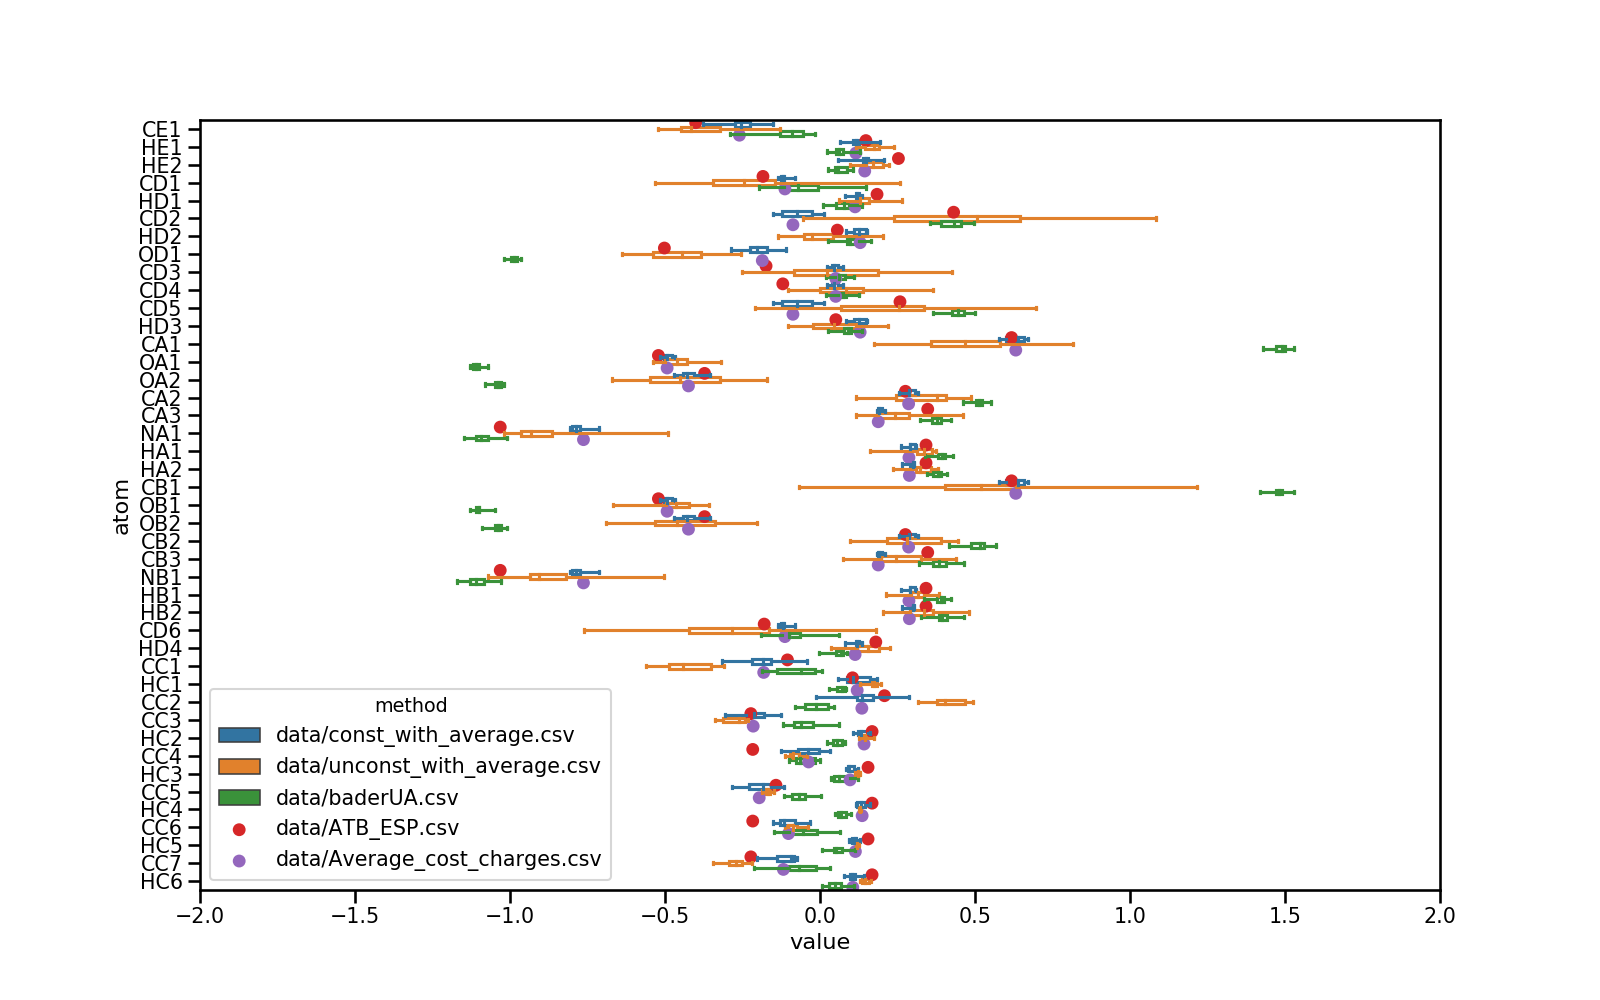 CE1
HE1
HE2
CD1
HD1
CD2
HD2
OD1
CD3
CD4
CD5
HD3
CA1
OA1
OA2
CA2
CA3
NA1
HA1
HA2
CB1
OB1
OB2
CB2
CB3
NB1
HB1
HB2
CD6
HD4
CC1
HC1
CC2
CC3
HC2
CC4
HC3
CC5
HC4
CC6
HC5
CC7
HC6
atom
method
data/const_with_average.csv
data/unconst_with_average.csv
data/baderUA.csv
data/ATB_ESP.csv
data/Average_cost_charges.csv
−2.0 −1.5 −1.0 −0.5 0.0 0.5 1.0 1.5 2.0
value